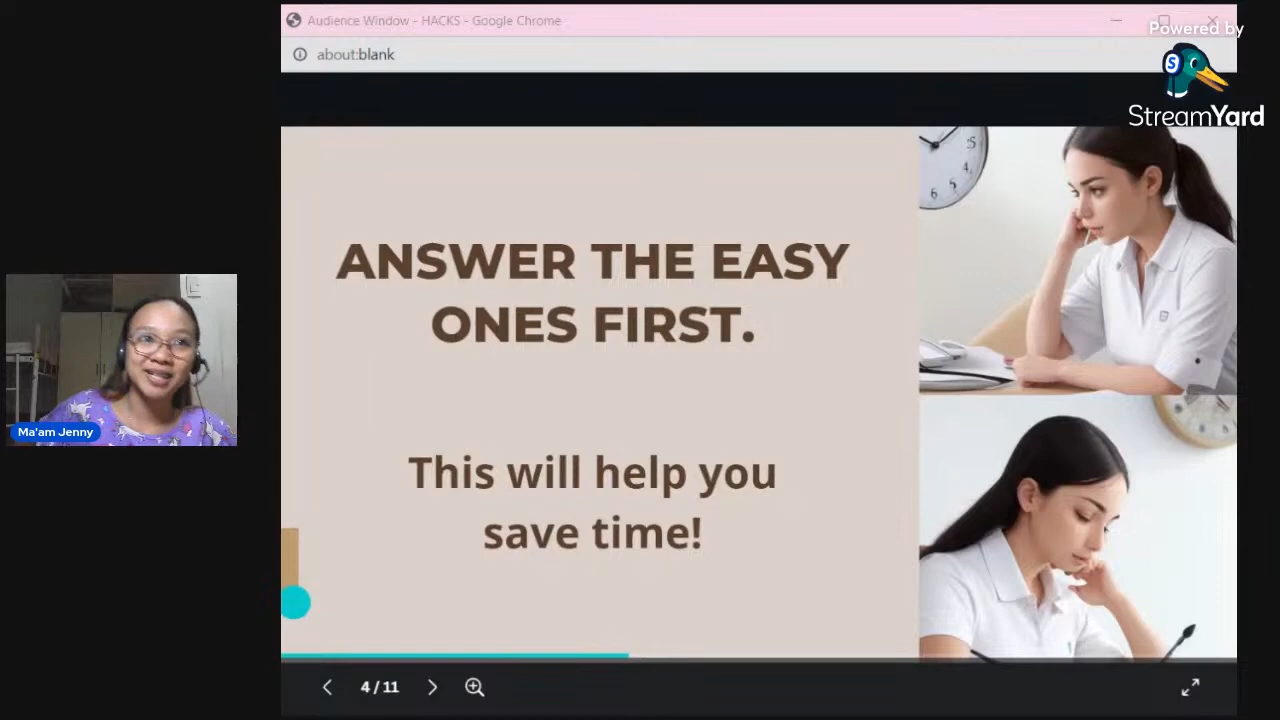 Audience Window - HACKS - Google Chrome
about:blank
Powered by
S
StreamYard
ANSWER THE EASY
ONES FIRST.
This will help you
save time!
Ma'am Jenny
4 / 11